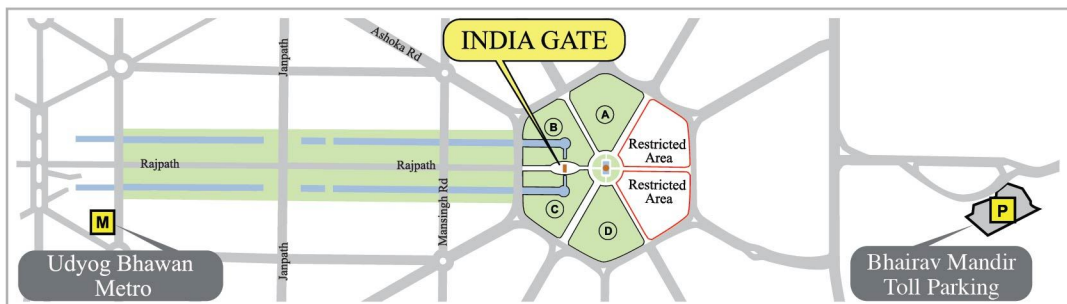 Ashoka Rd
INDIA GATE
Janpath
A
B
Restricted
Area
Rajpath
Rajpath
Restricted
Area
Mansingh Rd
C
D
P
M
Janpath
Udyog Bhawan
Metro
Bhairav Mandir
Toll Parking